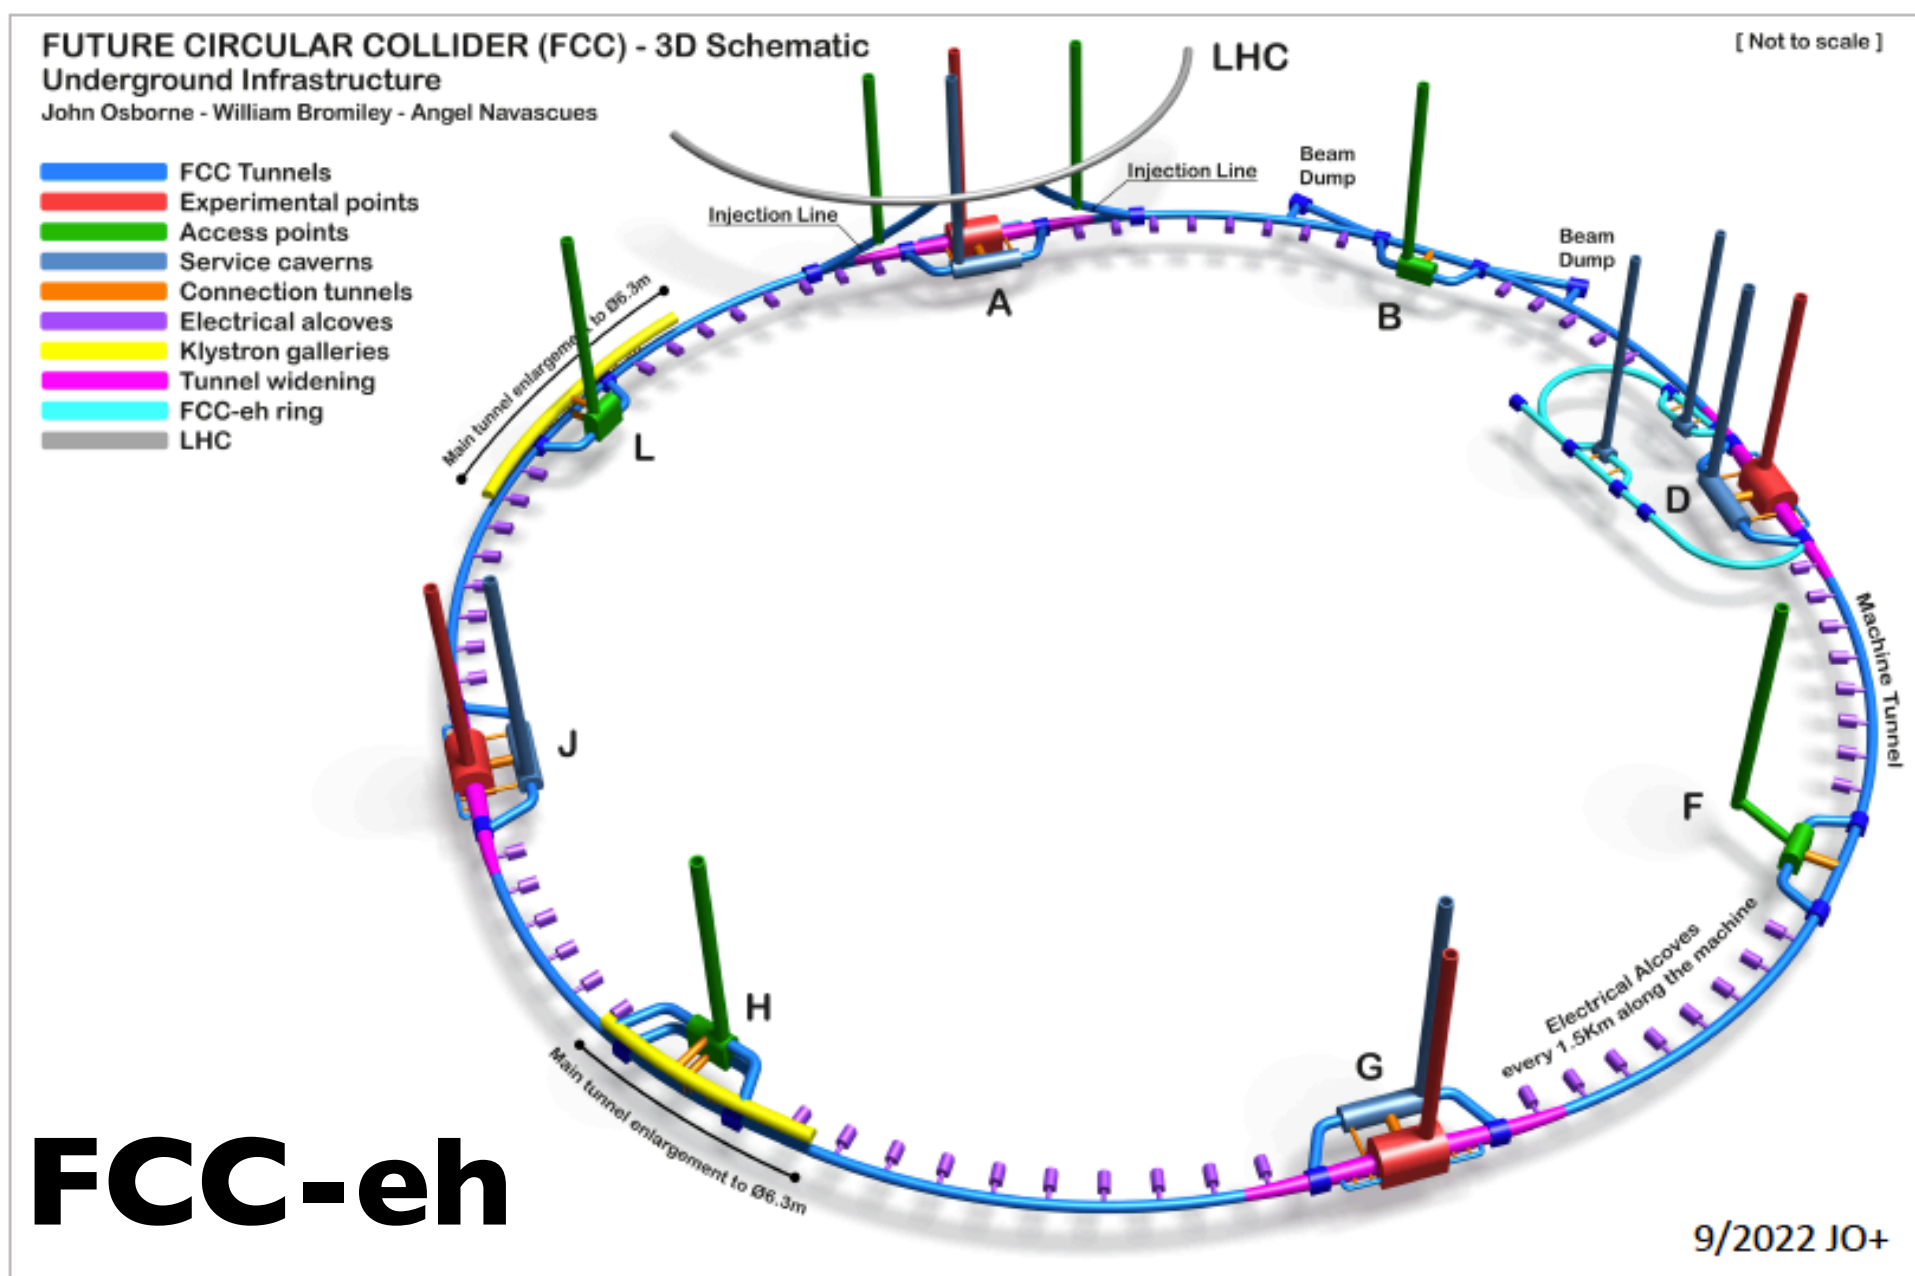 FUTURE CIRCULAR COLLIDER (FCC) - 3D Schematic
Underground Infrastructure
John Osborne - William Bromiley - Angel Navascues
[ Not to scale ]
LHC
FCC Tunnels
Experimental points
Access points
Service caverns
Connection tunnels
Electrical alcoves
Klystron galleries
Tunnel widening
FCC-eh ring
LHC
Injection Line
Injection Line
Beam
Dump
Beam
Dump
A
B
Main tunnel enlargement to Ø6.3m
L
D
Machine Tunnel
J
F
H
G
Electrical Alcoves
every 1.5Km along the machine
Main tunnel enlargement to Ø6.3m
FCC-eh
9/2022 JO+